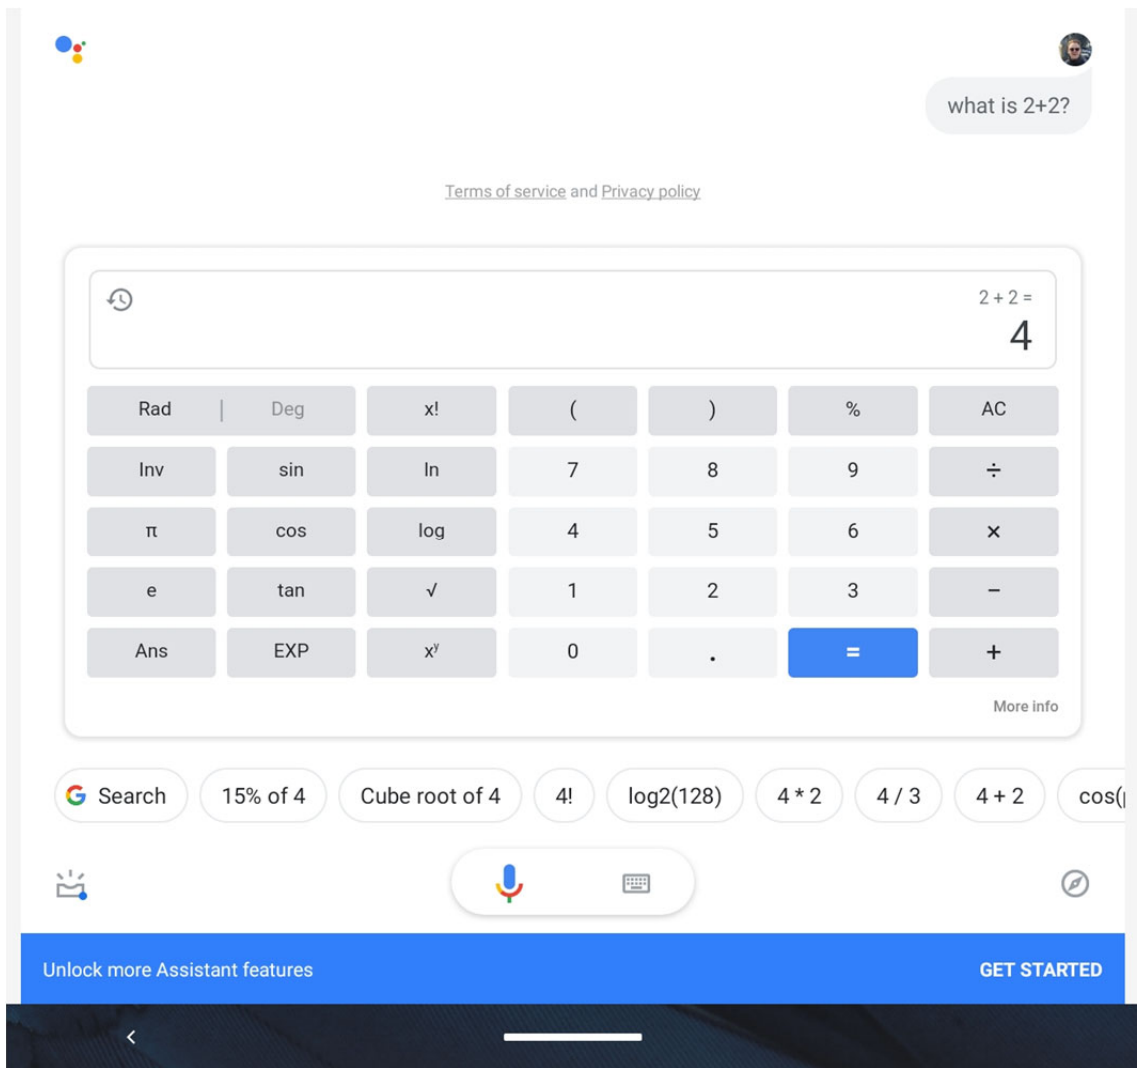 what is 2+2?
Terms of service and Privacy policy
2 + 2 =
4
Rad | Deg x! ( ) % AC
Inv sin ln 7 8 9 ÷
π cos log 4 5 6 ×
e tan √ 1 2 3 −
Ans EXP xʸ 0 . = +
More info
G Search 15% of 4 Cube root of 4 4! log2(128) 4 * 2 4 / 3 4 + 2 cos(
Unlock more Assistant features GET STARTED